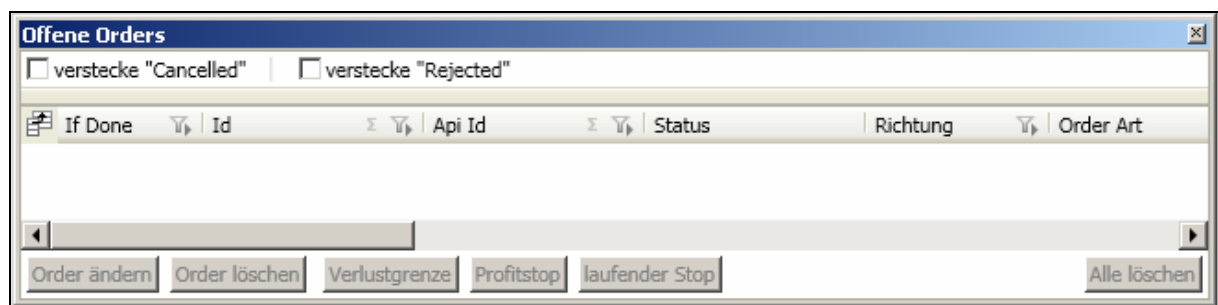 Offene Orders
verstecke "Cancelled" verstecke "Rejected"
If Done Id Σ Api Id Σ Status Richtung Order Art
Order ändern Order löschen Verlustgrenze Profitstop laufender Stop Alle löschen